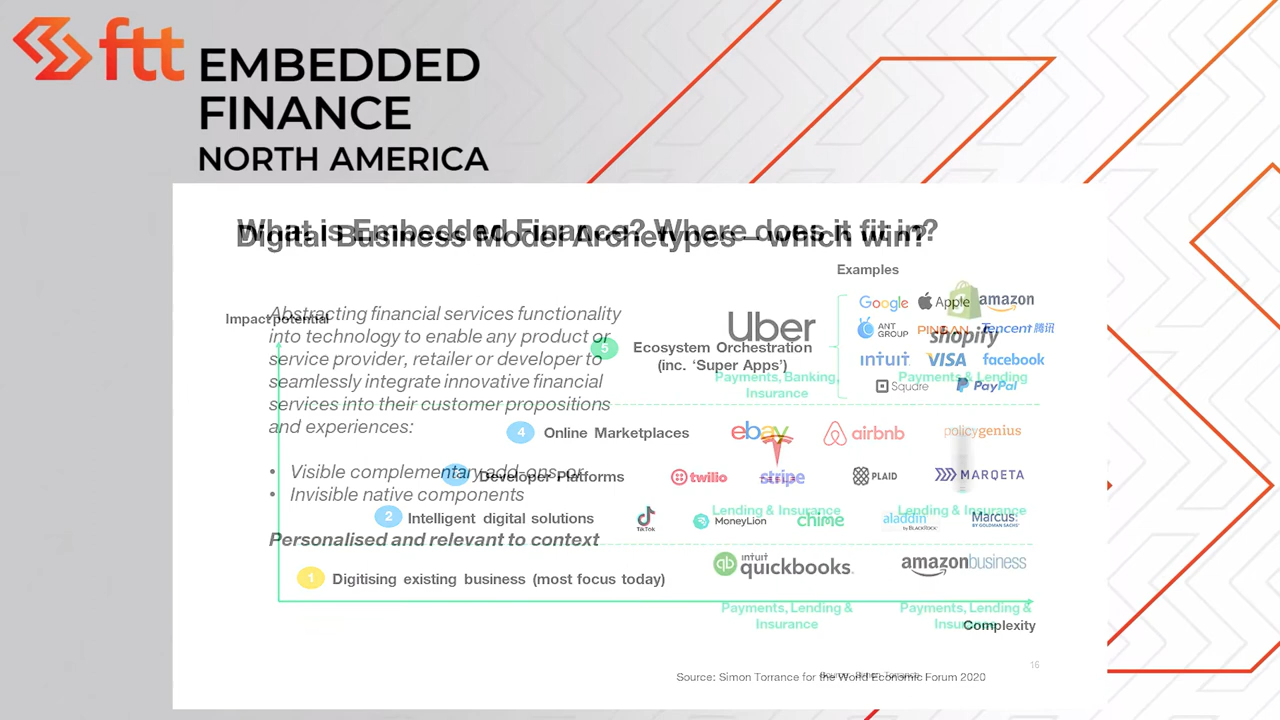 ftt
EMBEDDED
FINANCE
NORTH AMERICA
What is Embedded Finance? Where does it fit in?
Digital Business Model Archetypes – which win?
Examples
Abstracting financial services functionality
into technology to enable any product or
service provider, retailer or developer to
seamlessly integrate innovative financial
services into their customer propositions
and experiences:
• Visible complementary add-ons, or
• Invisible native components
Personalised and relevant to context
Impact potential
5 Ecosystem Orchestration
(inc. ‘Super Apps’)
Google Apple amazon
ANT
GROUP
PINGAN Tencent 腾讯
INTUIT VISA facebook
Square PayPal
Uber
shopify
Payments, Banking,
Insurance
Payments & Lending
4 Online Marketplaces
ebay airbnb policygenius
Developer Platforms
twilio stripe PLAID MARQETA
Lending & Insurance
Lending & Insurance
2 Intelligent digital solutions
TikTok MoneyLion chime aladdin
by BLACKROCK
Marcus:
BY GOLDMAN SACHS
1 Digitising existing business (most focus today)
qb intuit
quickbooks.
amazonbusiness
Payments, Lending &
Insurance
Payments, Lending &
Insurance
Complexity
16
Source: Simon Torrance for the World Economic Forum 2020